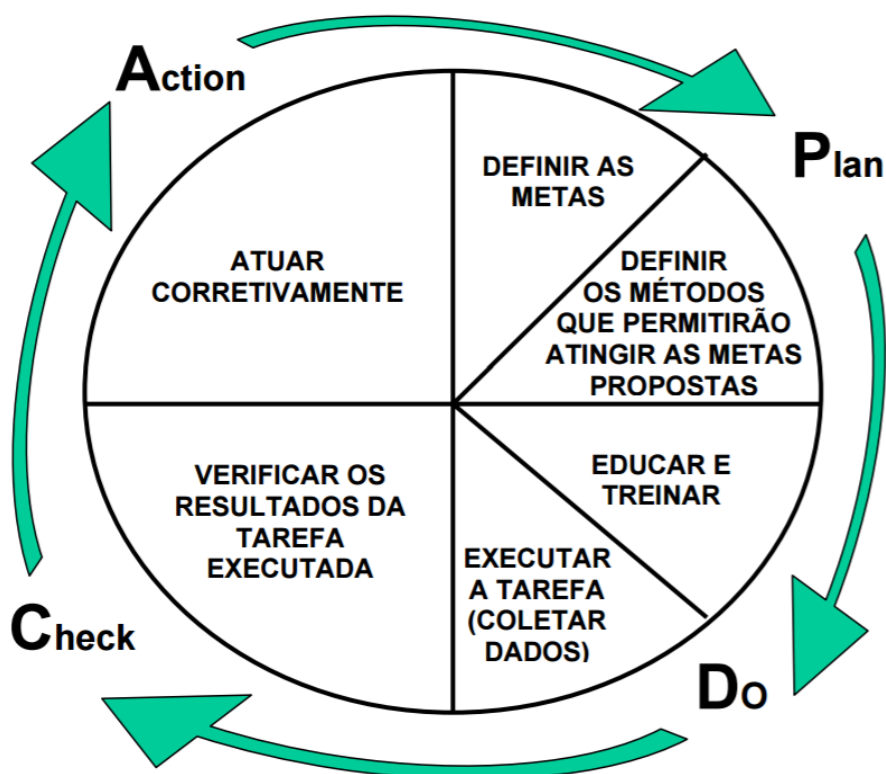 Action
Plan
DEFINIR AS
METAS
ATUAR
CORRETIVAMENTE
DEFINIR
OS MÉTODOS
QUE PERMITIRÃO
ATINGIR AS METAS
PROPOSTAS
EDUCAR E
TREINAR
VERIFICAR OS
RESULTADOS DA
TAREFA
EXECUTADA
EXECUTAR
A TAREFA
(COLETAR
DADOS)
Check
DO